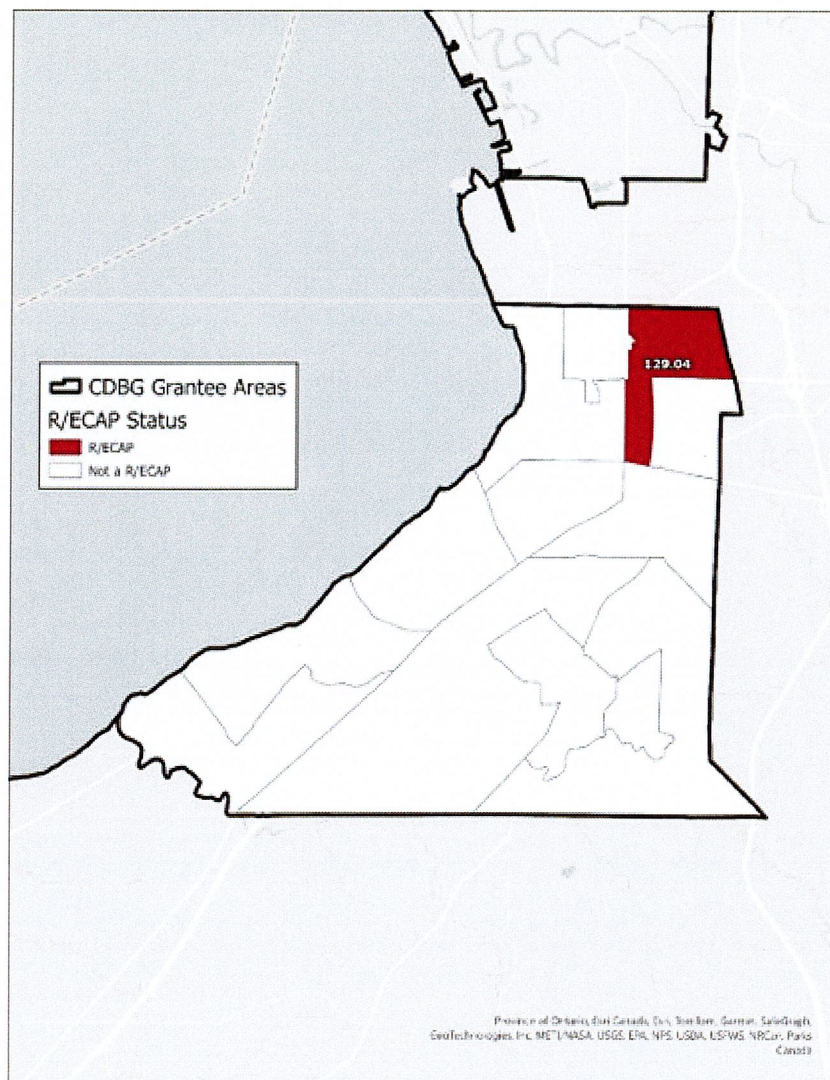 129.04
CDBG Grantee Areas
R/ECAP Status
R/ECAP
Not a R/ECAP
Province of Ontario, Esri Canada, Esri, TomTom, Garmin, SafeGraph,
GeoTechnologies, Inc, METI/NASA, USGS, EPA, NPS, USDA, USFWS, NRCan, Parks
Canada